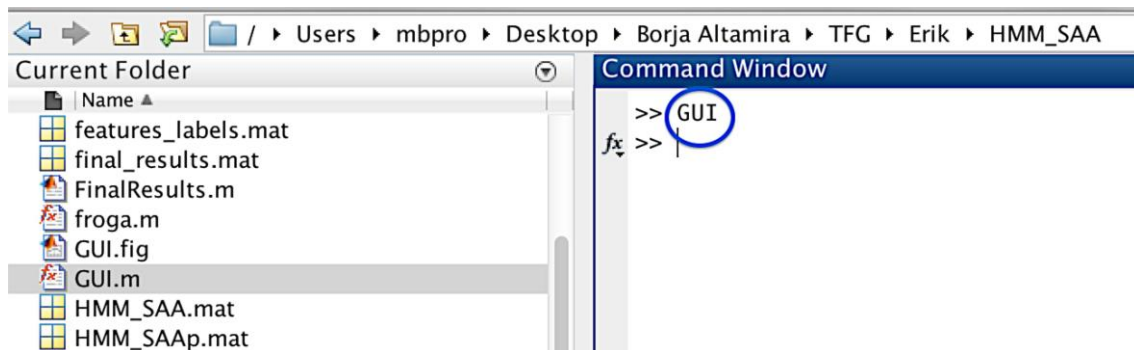 / ▸ Users ▸ mbpro ▸ Desktop ▸ Borja Altamira ▸ TFG ▸ Erik ▸ HMM_SAA
Current Folder
Name ▲
features_labels.mat
final_results.mat
FinalResults.m
froga.m
GUI.fig
GUI.m
HMM_SAA.mat
HMM_SAAp.mat
Command Window
>> GUI
fx >>